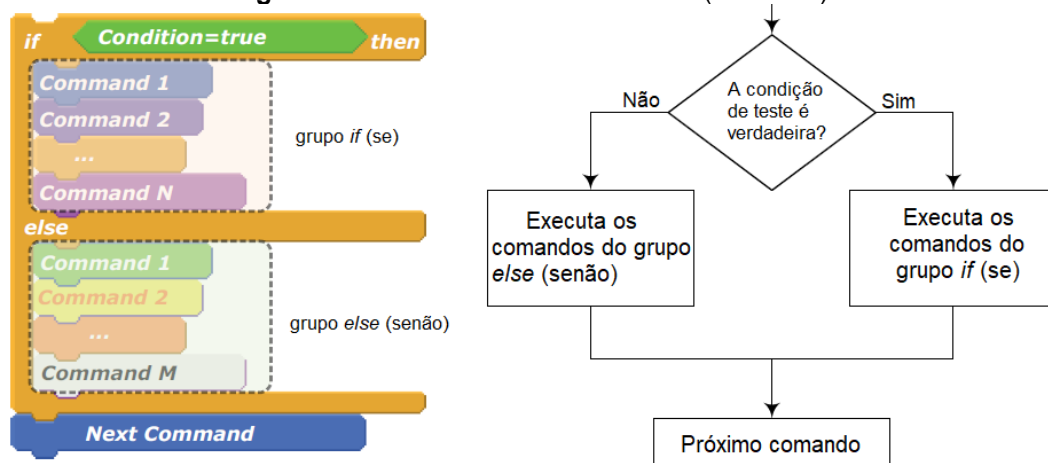 if Condition=true then
Command 1
Command 2
...
Command N
grupo if (se)
else
Command 1
Command 2
...
Command M
grupo else (senão)
Next Command
A condição
de teste é
verdadeira?
Não
Sim
Executa os
comandos do grupo
else (senão)
Executa os
comandos do
grupo if (se)
Próximo comando